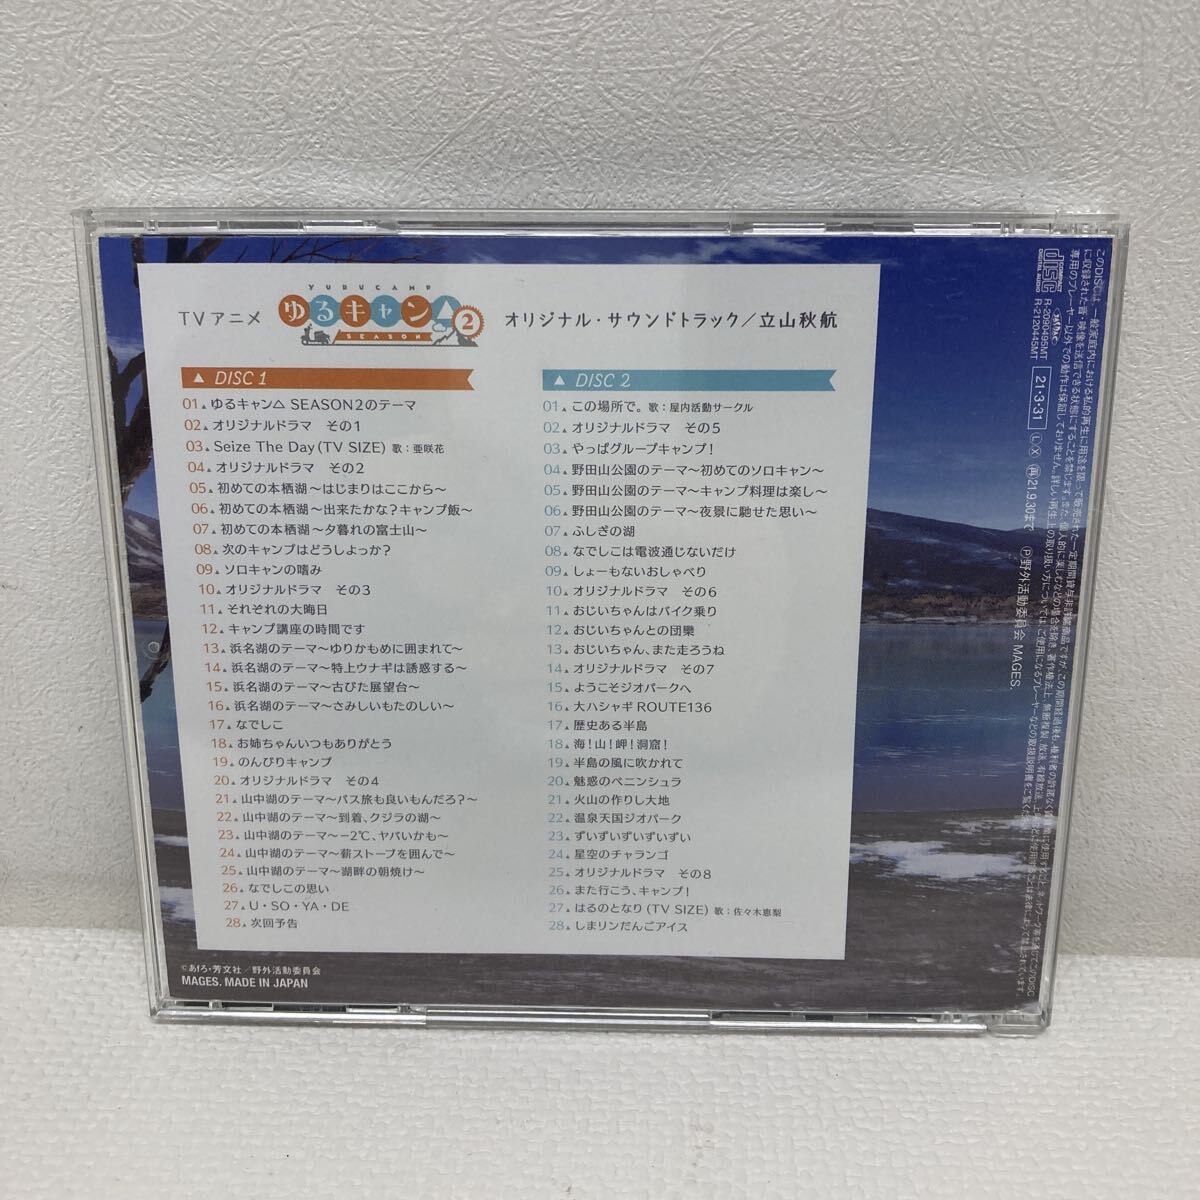 TVアニメ
YURUCAMP
ゆるキャン△2
SEASON
オリジナル・サウンドトラック／立山秋航
▲ DISC 1
01▲ ゆるキャン△ SEASON2のテーマ
02▲ オリジナルドラマ その1
03▲ Seize The Day(TV SIZE) 歌：亜咲花
04▲ オリジナルドラマ その2
05▲ 初めての本栖湖〜はじまりはここから〜
06▲ 初めての本栖湖〜出来たかな？キャンプ飯〜
07▲ 初めての本栖湖〜夕暮れの富士山〜
08▲ 次のキャンプはどうしよっか？
09▲ ソロキャンの嗜み
10▲ オリジナルドラマ その3
11▲ それぞれの大晦日
12▲ キャンプ講座の時間です
13▲ 浜名湖のテーマ〜ゆりかもめに囲まれて〜
14▲ 浜名湖のテーマ〜特上ウナギは誘惑する〜
15▲ 浜名湖のテーマ〜古びた展望台〜
16▲ 浜名湖のテーマ〜さみしいもたのしい〜
17▲ なでしこ
18▲ お姉ちゃんいつもありがとう
19▲ のんびりキャンプ
20▲ オリジナルドラマ その4
21▲ 山中湖のテーマ〜バス旅も良いもんだろ？〜
22▲ 山中湖のテーマ〜到着、クジラの湖〜
23▲ 山中湖のテーマ〜−2℃、ヤバいかも〜
24▲ 山中湖のテーマ〜薪ストーブを囲んで〜
25▲ 山中湖のテーマ〜湖畔の朝焼け〜
26▲ なでしこの思い
27▲ U・SO・YA・DE
28▲ 次回予告
▲ DISC 2
01▲ この場所で。 歌：屋内活動サークル
02▲ オリジナルドラマ その5
03▲ やっぱグループキャンプ！
04▲ 野田山公園のテーマ〜初めてのソロキャン〜
05▲ 野田山公園のテーマ〜キャンプ料理は楽し〜
06▲ 野田山公園のテーマ〜夜景に馳せた思い〜
07▲ ふしぎの湖
08▲ なでしこは電波通じないだけ
09▲ しょーもないおしゃべり
10▲ オリジナルドラマ その6
11▲ おじいちゃんはバイク乗り
12▲ おじいちゃんとの団欒
13▲ おじいちゃん、また走ろうね
14▲ オリジナルドラマ その7
15▲ ようこそジオパークへ
16▲ 大ハシャギROUTE136
17▲ 歴史ある半島
18▲ 海！山！岬！洞窟！
19▲ 半島の風に吹かれて
20▲ 魅惑のペニンシュラ
21▲ 火山の作りし大地
22▲ 温泉天国ジオパーク
23▲ ずいずいずいずいずい
24▲ 星空のチャランゴ
25▲ オリジナルドラマ その8
26▲ また行こう、キャンプ！
27▲ はるのとなり(TV SIZE) 歌：佐々木恵梨
28▲ しまリンだんごアイス
©あfろ・芳文社／野外活動委員会
MAGES. MADE IN JAPAN
COMPACT
disc
DIGITAL AUDIO
R-2090495MT
R-2120445MT
21・3・31
Ⓛ Ⓧ
㊙21.9.30まで
Ⓟ野外活動委員会 MAGES.